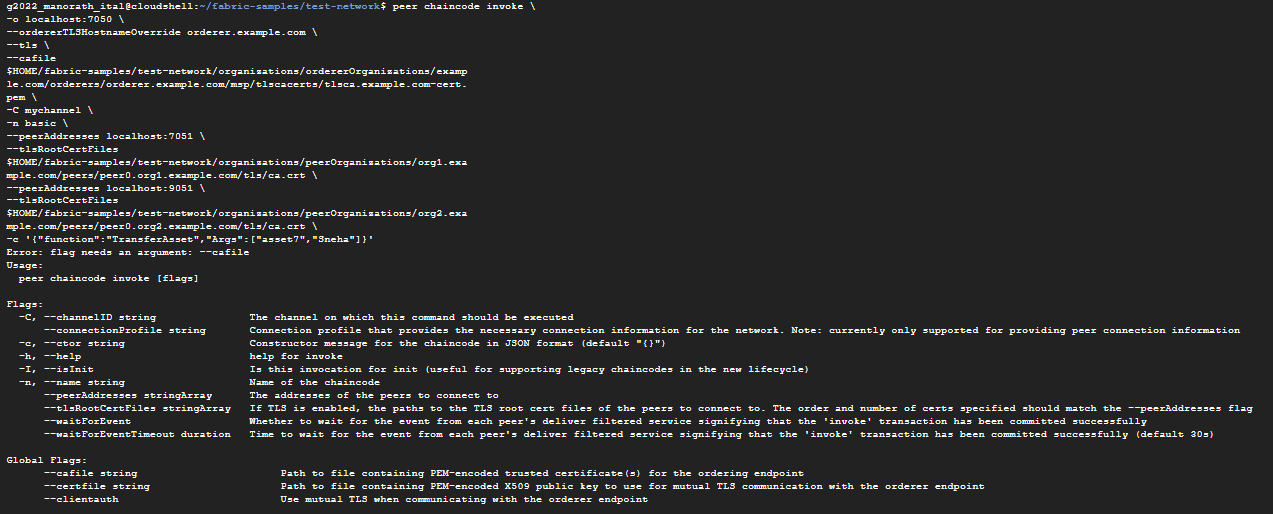 g2022_manorath_ital@cloudshell:~/fabric-samples/test-network$ peer chaincode invoke \
-o localhost:7050 \
--ordererTLSHostnameOverride orderer.example.com \
--tls \
--cafile
$HOME/fabric-samples/test-network/organizations/ordererOrganizations/examp
le.com/orderers/orderer.example.com/msp/tlscacerts/tlsca.example.com-cert.
pem \
-C mychannel \
-n basic \
--peerAddresses localhost:7051 \
--tlsRootCertFiles
$HOME/fabric-samples/test-network/organizations/peerOrganizations/org1.exa
mple.com/peers/peer0.org1.example.com/tls/ca.crt \
--peerAddresses localhost:9051 \
--tlsRootCertFiles
$HOME/fabric-samples/test-network/organizations/peerOrganizations/org2.exa
mple.com/peers/peer0.org2.example.com/tls/ca.crt \
-c '{"function":"TransferAsset","Args":["asset7","Sneha"]}'
Error: flag needs an argument: --cafile
Usage:
  peer chaincode invoke [flags]

Flags:
  -C, --channelID string               The channel on which this command should be executed
      --connectionProfile string       Connection profile that provides the necessary connection information for the network. Note: currently only supported for providing peer connection information
  -c, --ctor string                    Constructor message for the chaincode in JSON format (default "{}")
  -h, --help                           help for invoke
  -I, --isInit                         Is this invocation for init (useful for supporting legacy chaincodes in the new lifecycle)
  -n, --name string                    Name of the chaincode
      --peerAddresses stringArray      The addresses of the peers to connect to
      --tlsRootCertFiles stringArray   If TLS is enabled, the paths to the TLS root cert files of the peers to connect to. The order and number of certs specified should match the --peerAddresses flag
      --waitForEvent                   Whether to wait for the event from each peer's deliver filtered service signifying that the 'invoke' transaction has been committed successfully
      --waitForEventTimeout duration   Time to wait for the event from each peer's deliver filtered service signifying that the 'invoke' transaction has been committed successfully (default 30s)

Global Flags:
      --cafile string                       Path to file containing PEM-encoded trusted certificate(s) for the ordering endpoint
      --certfile string                     Path to file containing PEM-encoded X509 public key to use for mutual TLS communication with the orderer endpoint
      --clientauth                          Use mutual TLS when communicating with the orderer endpoint